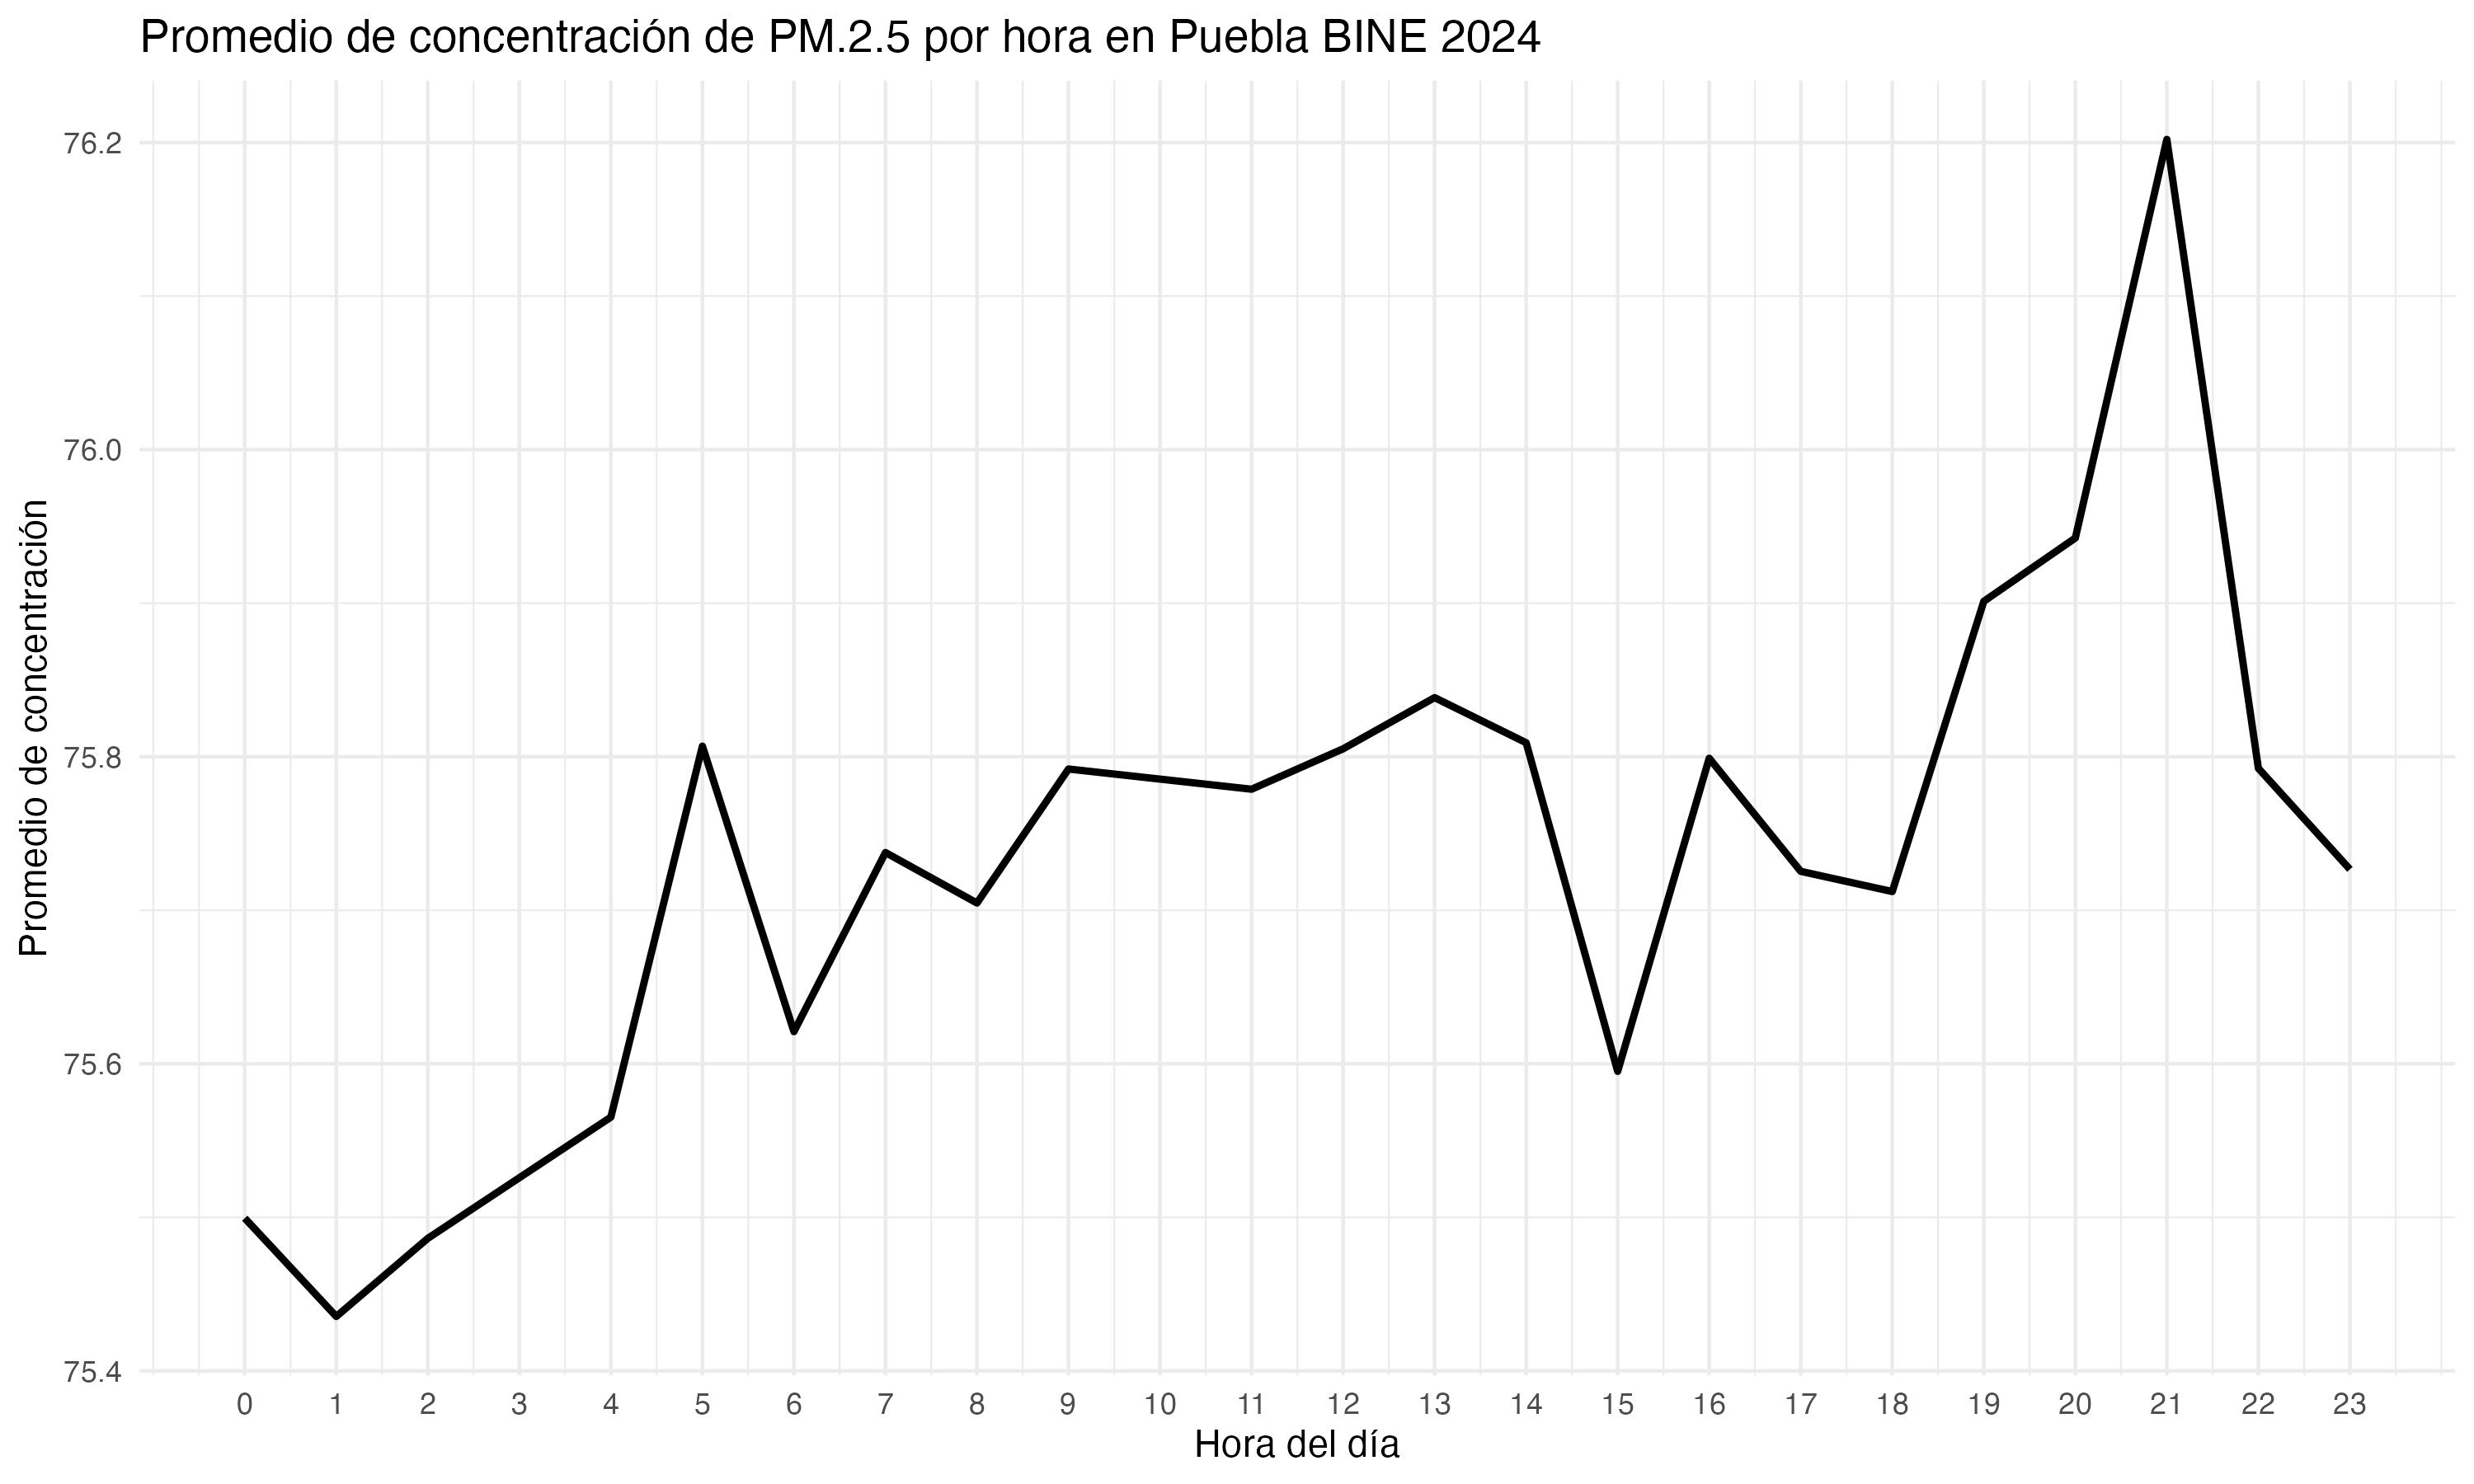 Promedio de concentración de PM.2.5 por hora en Puebla BINE 2024
Promedio de concentración
76.2
76.0
75.8
75.6
75.4
0 1 2 3 4 5 6 7 8 9 10 11 12 13 14 15 16 17 18 19 20 21 22 23
Hora del día